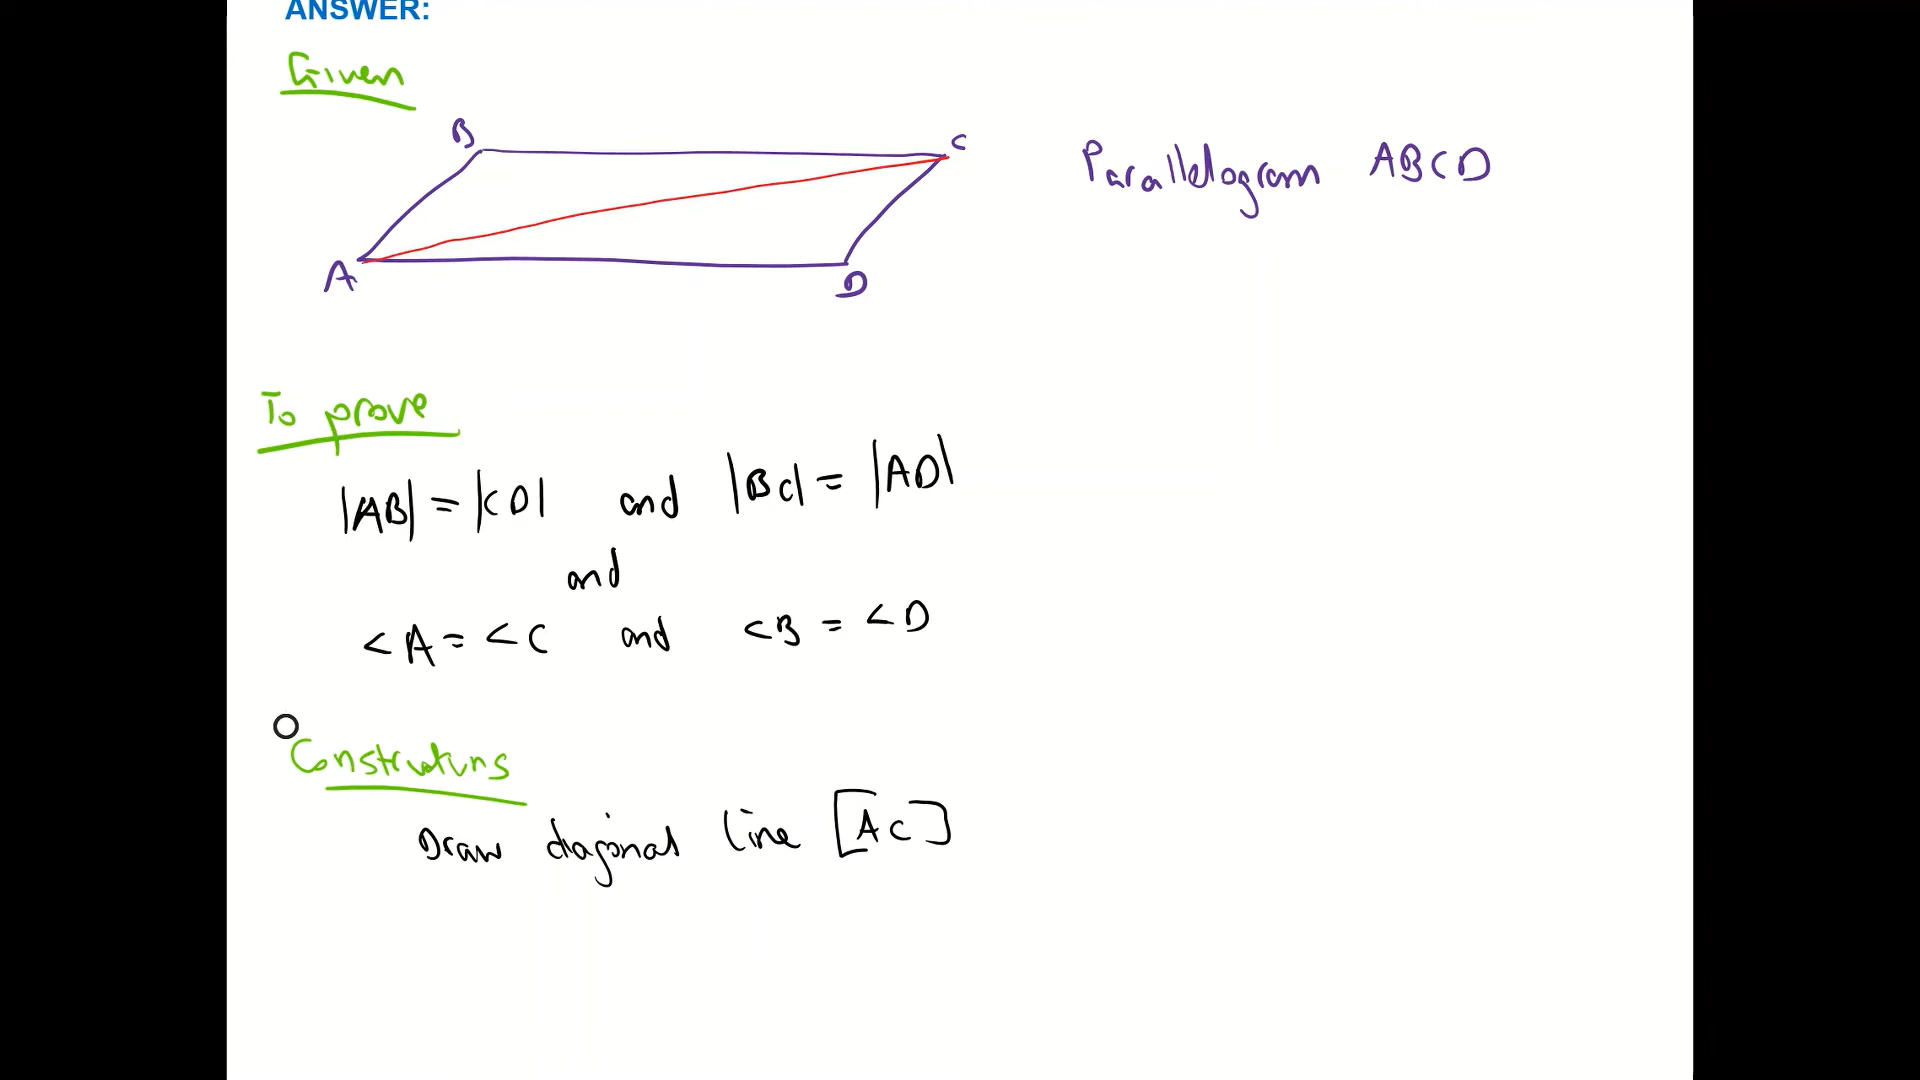 ANSWER:
Given
B C
Parallelogram ABCD
A D
To prove
|AB| = |CD| and |BC| = |AD|
and
<A = <C and <B = <D
Constructions
Draw diagonal line [AC]